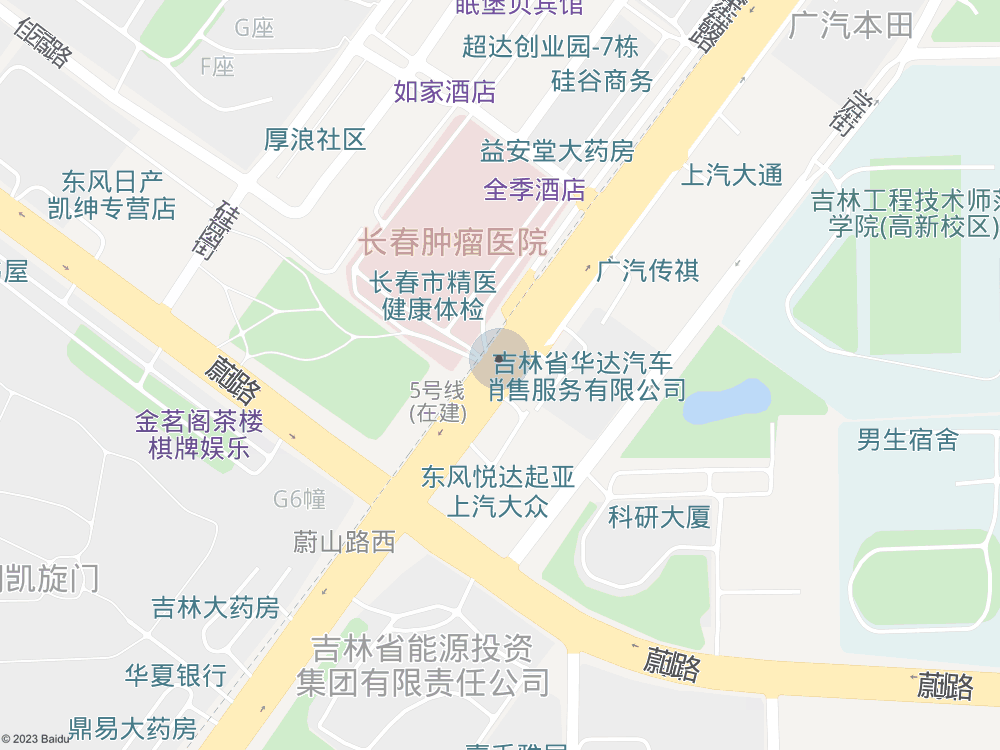 宾馆
G座
广汽本田
超达创业园-7栋
F座
硅谷商务
如家酒店
学府街
厚浪社区
益安堂大药房
上汽大通
全季酒店
东风日产
凯绅专营店
吉林工程技术师范
学院(高新校区)
硅谷街
长春肿瘤医院
屋
广汽传祺
长春市精医
健康体检
吉林省华达汽车
销售服务有限公司
蔚山路
5号线
(在建)
金茗阁茶楼
棋牌娱乐
男生宿舍
东风悦达起亚
上汽大众
G6幢
科研大厦
蔚山路西
凯旋门
吉林大药房
吉林省能源投资
集团有限责任公司
蔚山路
华夏银行
蔚山路
鼎易大药房
© 2023 Baidu